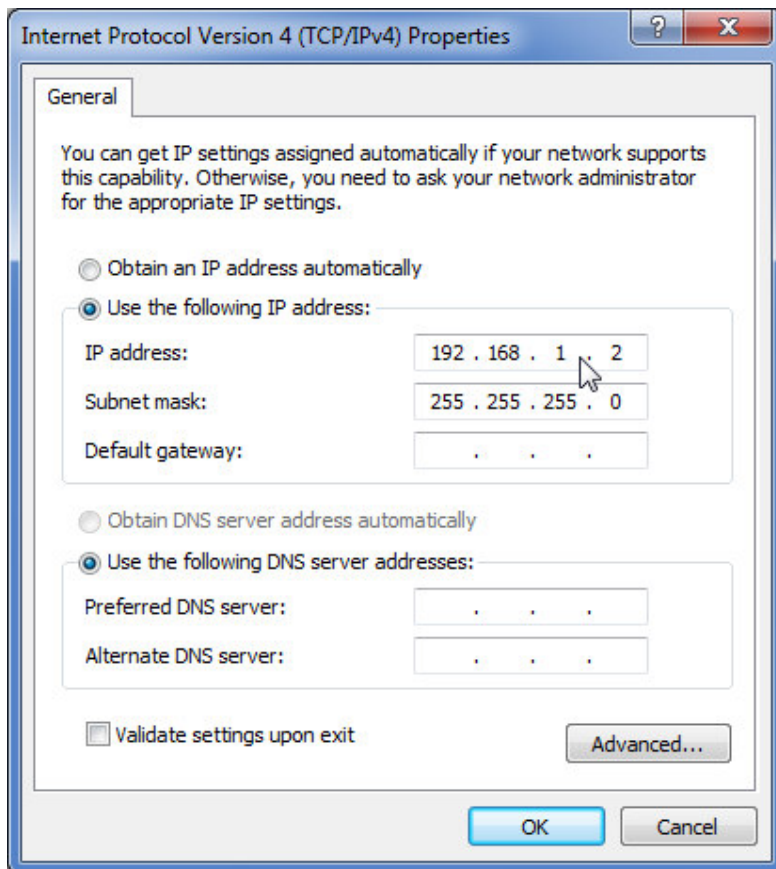 Internet Protocol Version 4 (TCP/IPv4) Properties
?
X
General
You can get IP settings assigned automatically if your network supports
this capability. Otherwise, you need to ask your network administrator
for the appropriate IP settings.
Obtain an IP address automatically
Use the following IP address:
IP address: 192 . 168 . 1 . 2
Subnet mask: 255 . 255 . 255 . 0
Default gateway: . . .
Obtain DNS server address automatically
Use the following DNS server addresses:
Preferred DNS server: . . .
Alternate DNS server: . . .
Validate settings upon exit
Advanced...
OK Cancel